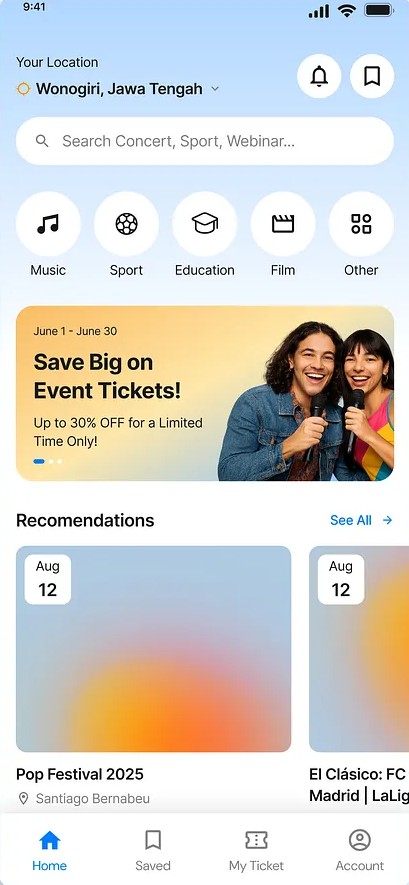 9:41
Your Location
Wonogiri, Jawa Tengah
Search Concert, Sport, Webinar...
Music Sport Education Film Other
June 1 - June 30
Save Big on
Event Tickets!
Up to 30% OFF for a Limited
Time Only!
Recomendations See All
Aug
12
Aug
12
Pop Festival 2025
Santiago Bernabeu
El Clásico: FC
Madrid | LaLig
Home Saved My Ticket Account